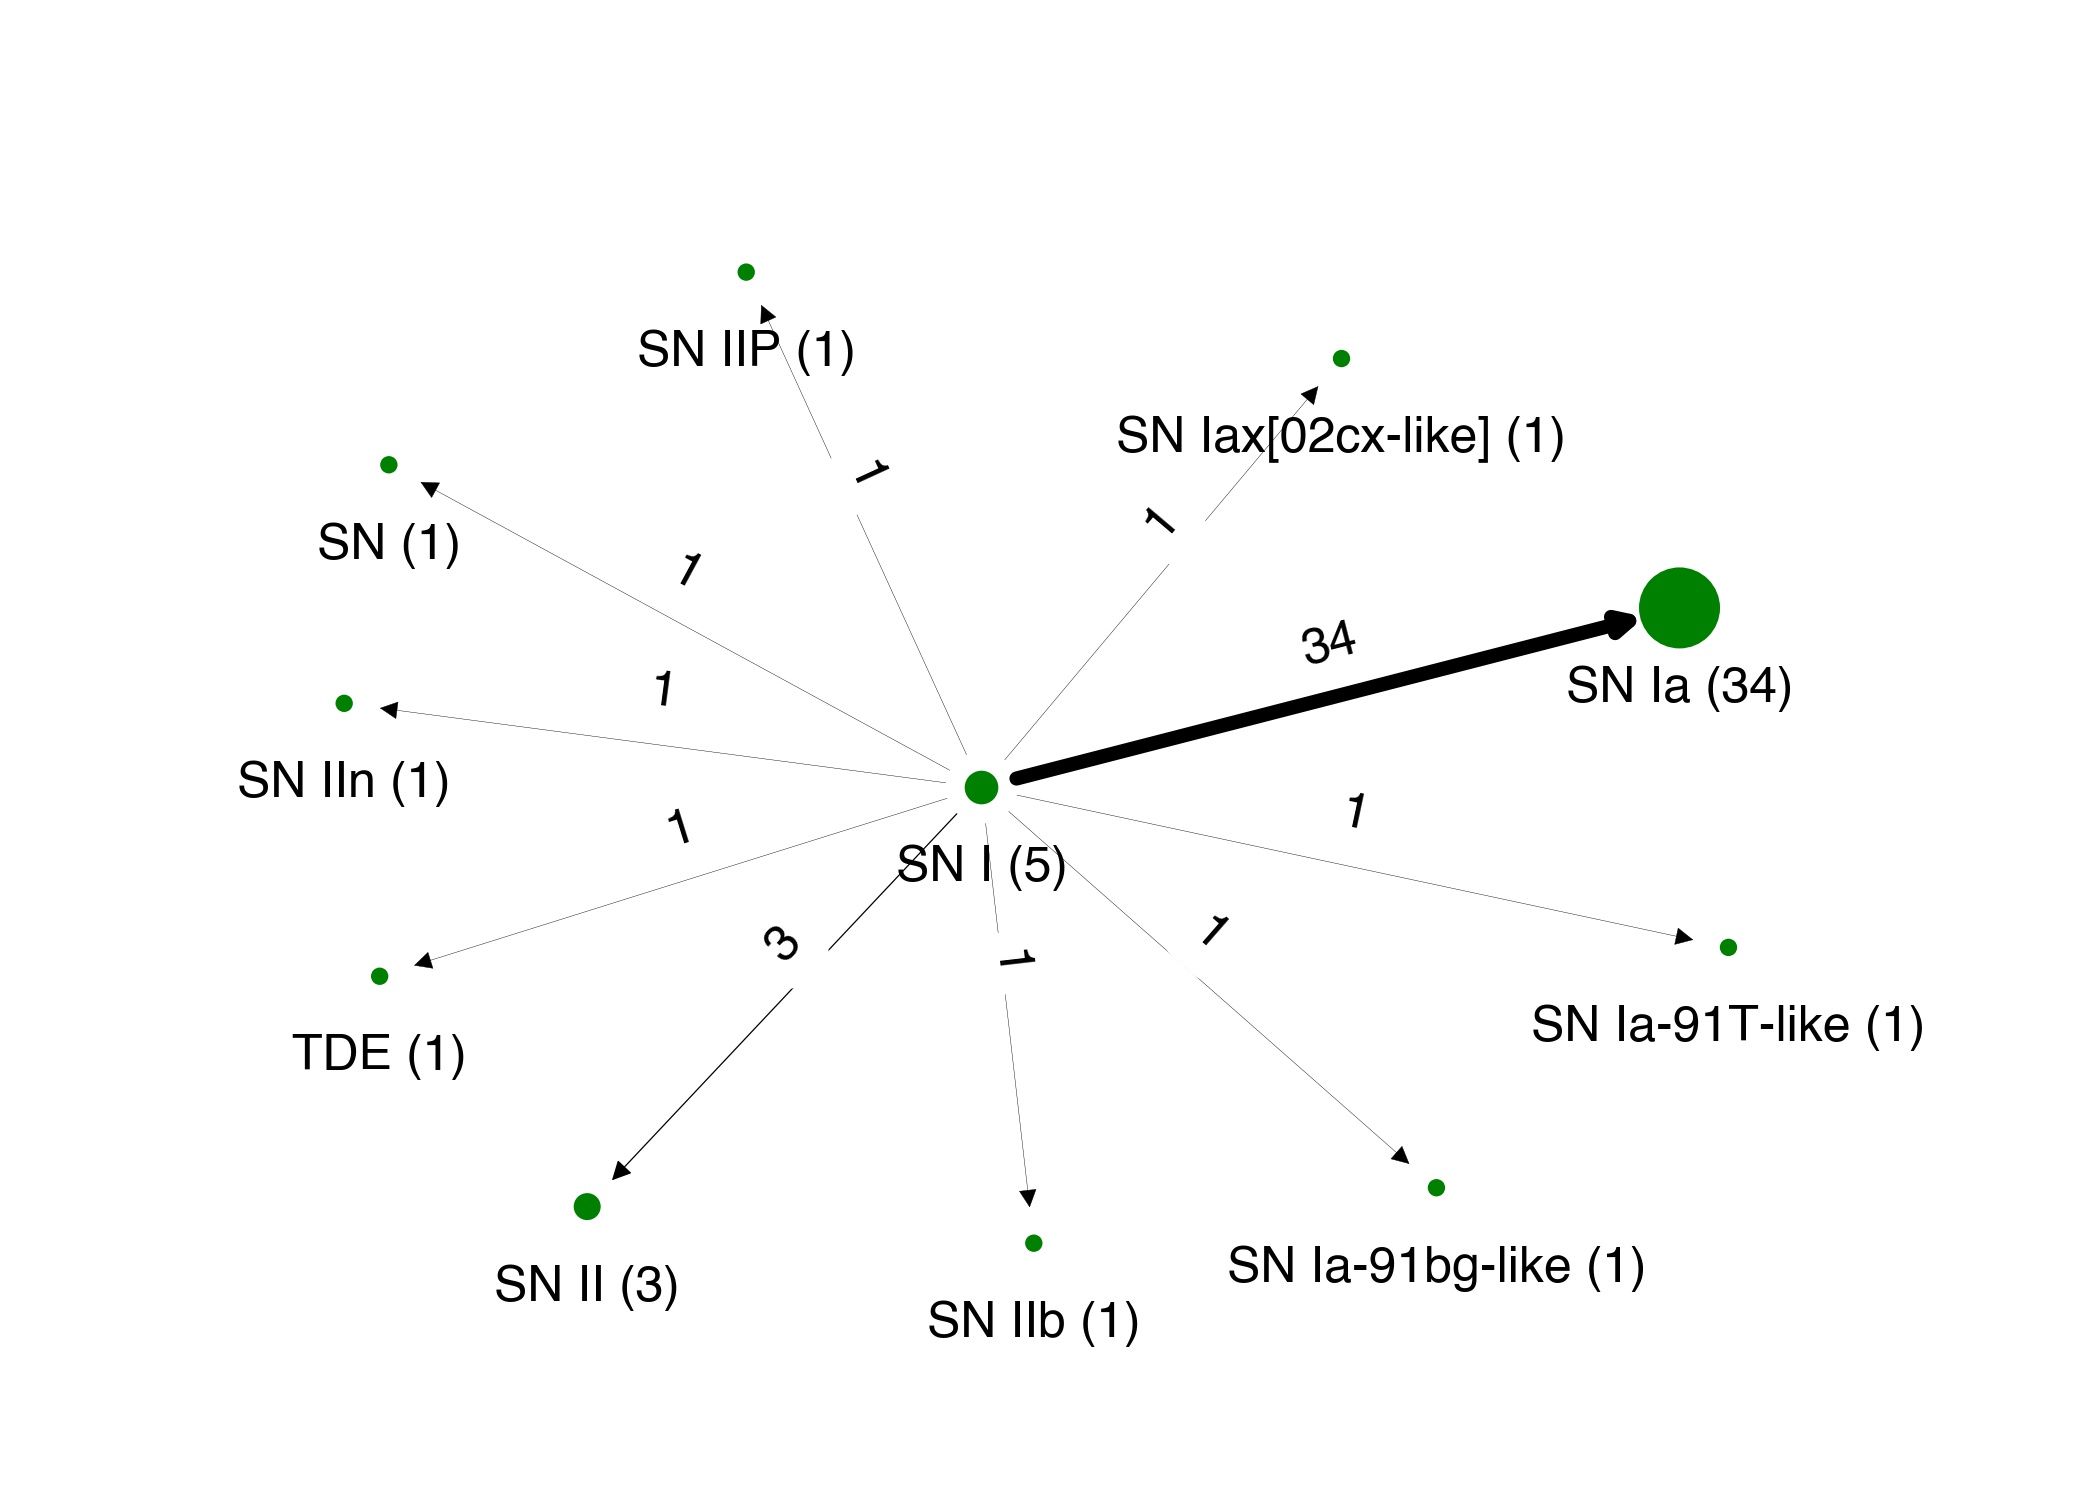 SN IIP (1)
SN Iax[02cx-like] (1)
1
1
SN (1)
1
34
1
SN Ia (34)
SN IIn (1)
1
1
SN I (5)
3
1
1
SN Ia-91T-like (1)
TDE (1)
SN II (3)
SN IIb (1)
SN Ia-91bg-like (1)